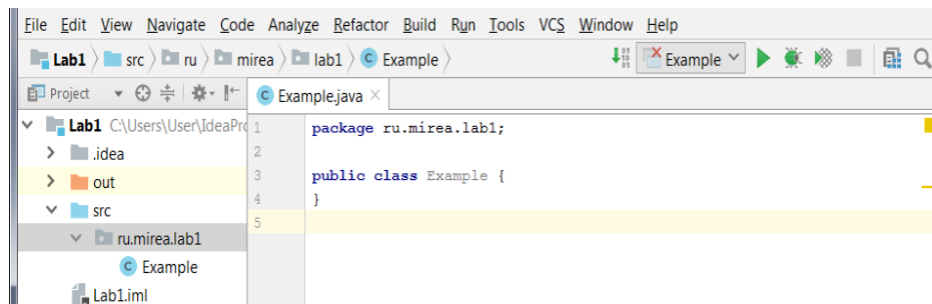 File Edit View Navigate Code Analyze Refactor Build Run Tools VCS Window Help
Lab1 src ru mirea lab1 Example Example
Project Example.java
Lab1 C:\Users\User\IdeaPro
.idea
out
src
ru.mirea.lab1
Example
Lab1.iml
1 package ru.mirea.lab1;
2
3 public class Example {
4 }
5